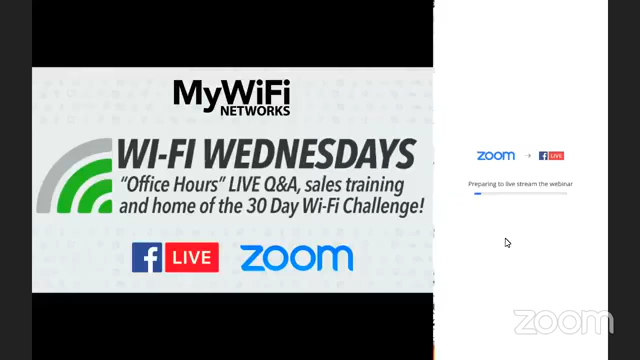 MyWiFi
NETWORKS
WI-FI WEDNESDAYS
“Office Hours” LIVE Q&A, sales training
and home of the 30 Day Wi-Fi Challenge!
f LIVE zoom
zoom → f LIVE
Preparing to live stream the webinar
zoom